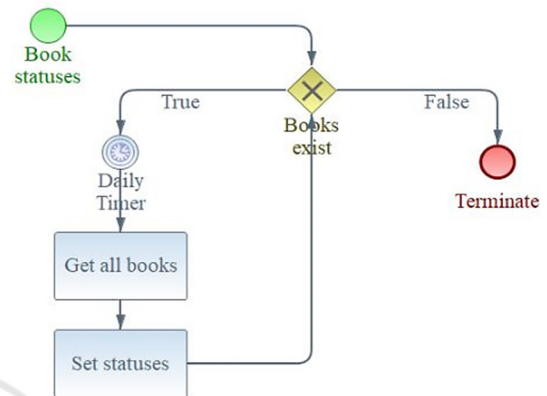 Book
statuses
True
False
Books
exist
Daily
Timer
Terminate
Get all books
Set statuses